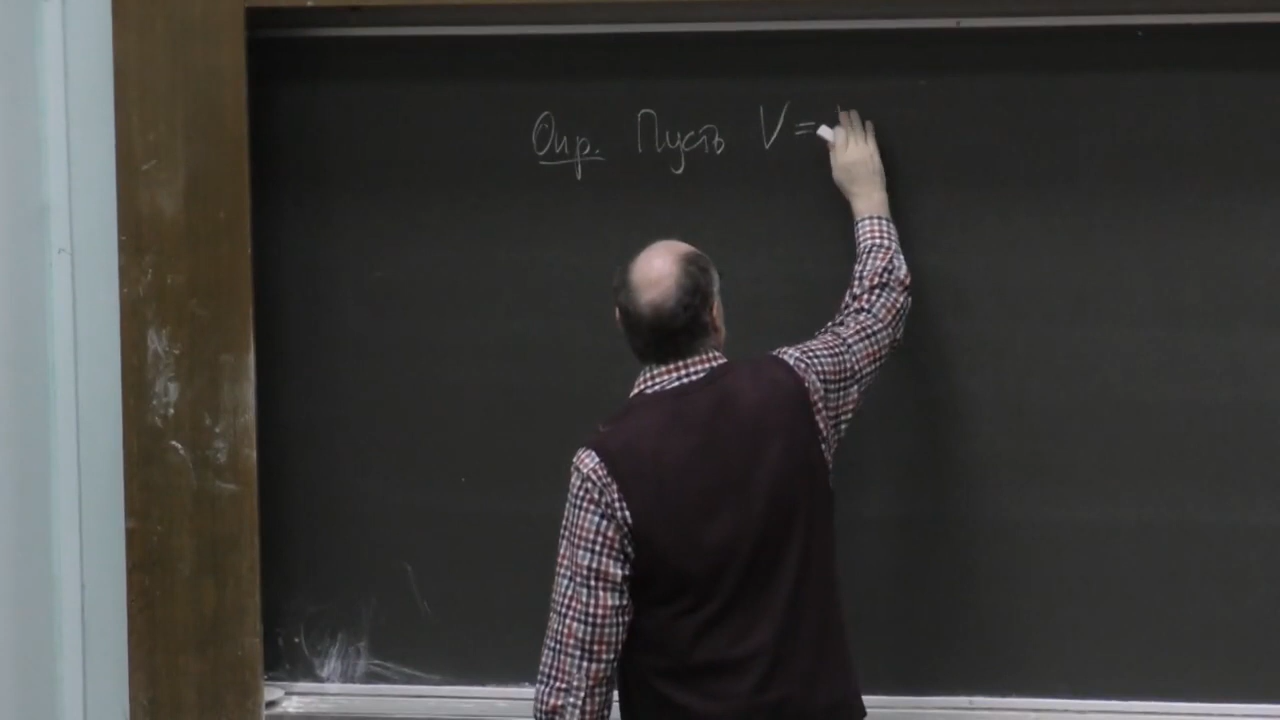 Опр. Пусть V =